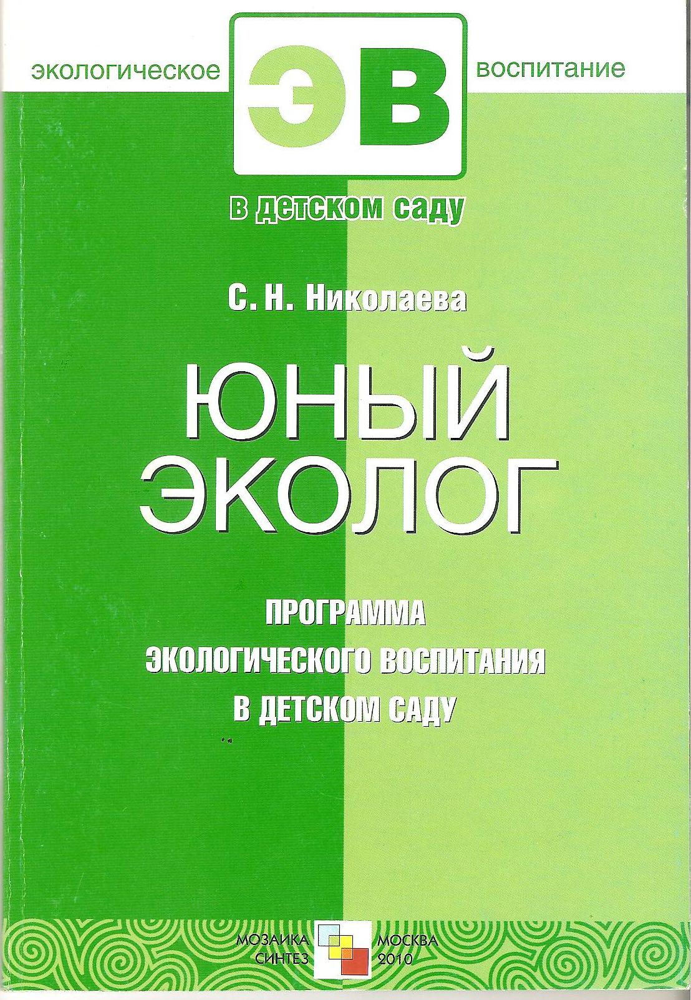 экологическое ЭВ воспитание
в детском саду
С. Н. Николаева
ЮНЫЙ
ЭКОЛОГ
ПРОГРАММА
ЭКОЛОГИЧЕСКОГО ВОСПИТАНИЯ
В ДЕТСКОМ САДУ
МОЗАИКА МОСКВА
СИНТЕЗ 2010